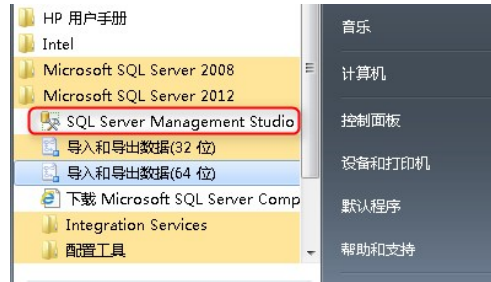 HP 用户手册
Intel
Microsoft SQL Server 2008
Microsoft SQL Server 2012
SQL Server Management Studio
导入和导出数据(32 位)
导入和导出数据(64 位)
下载 Microsoft SQL Server Comp
Integration Services
配置工具
音乐
计算机
控制面板
设备和打印机
默认程序
帮助和支持